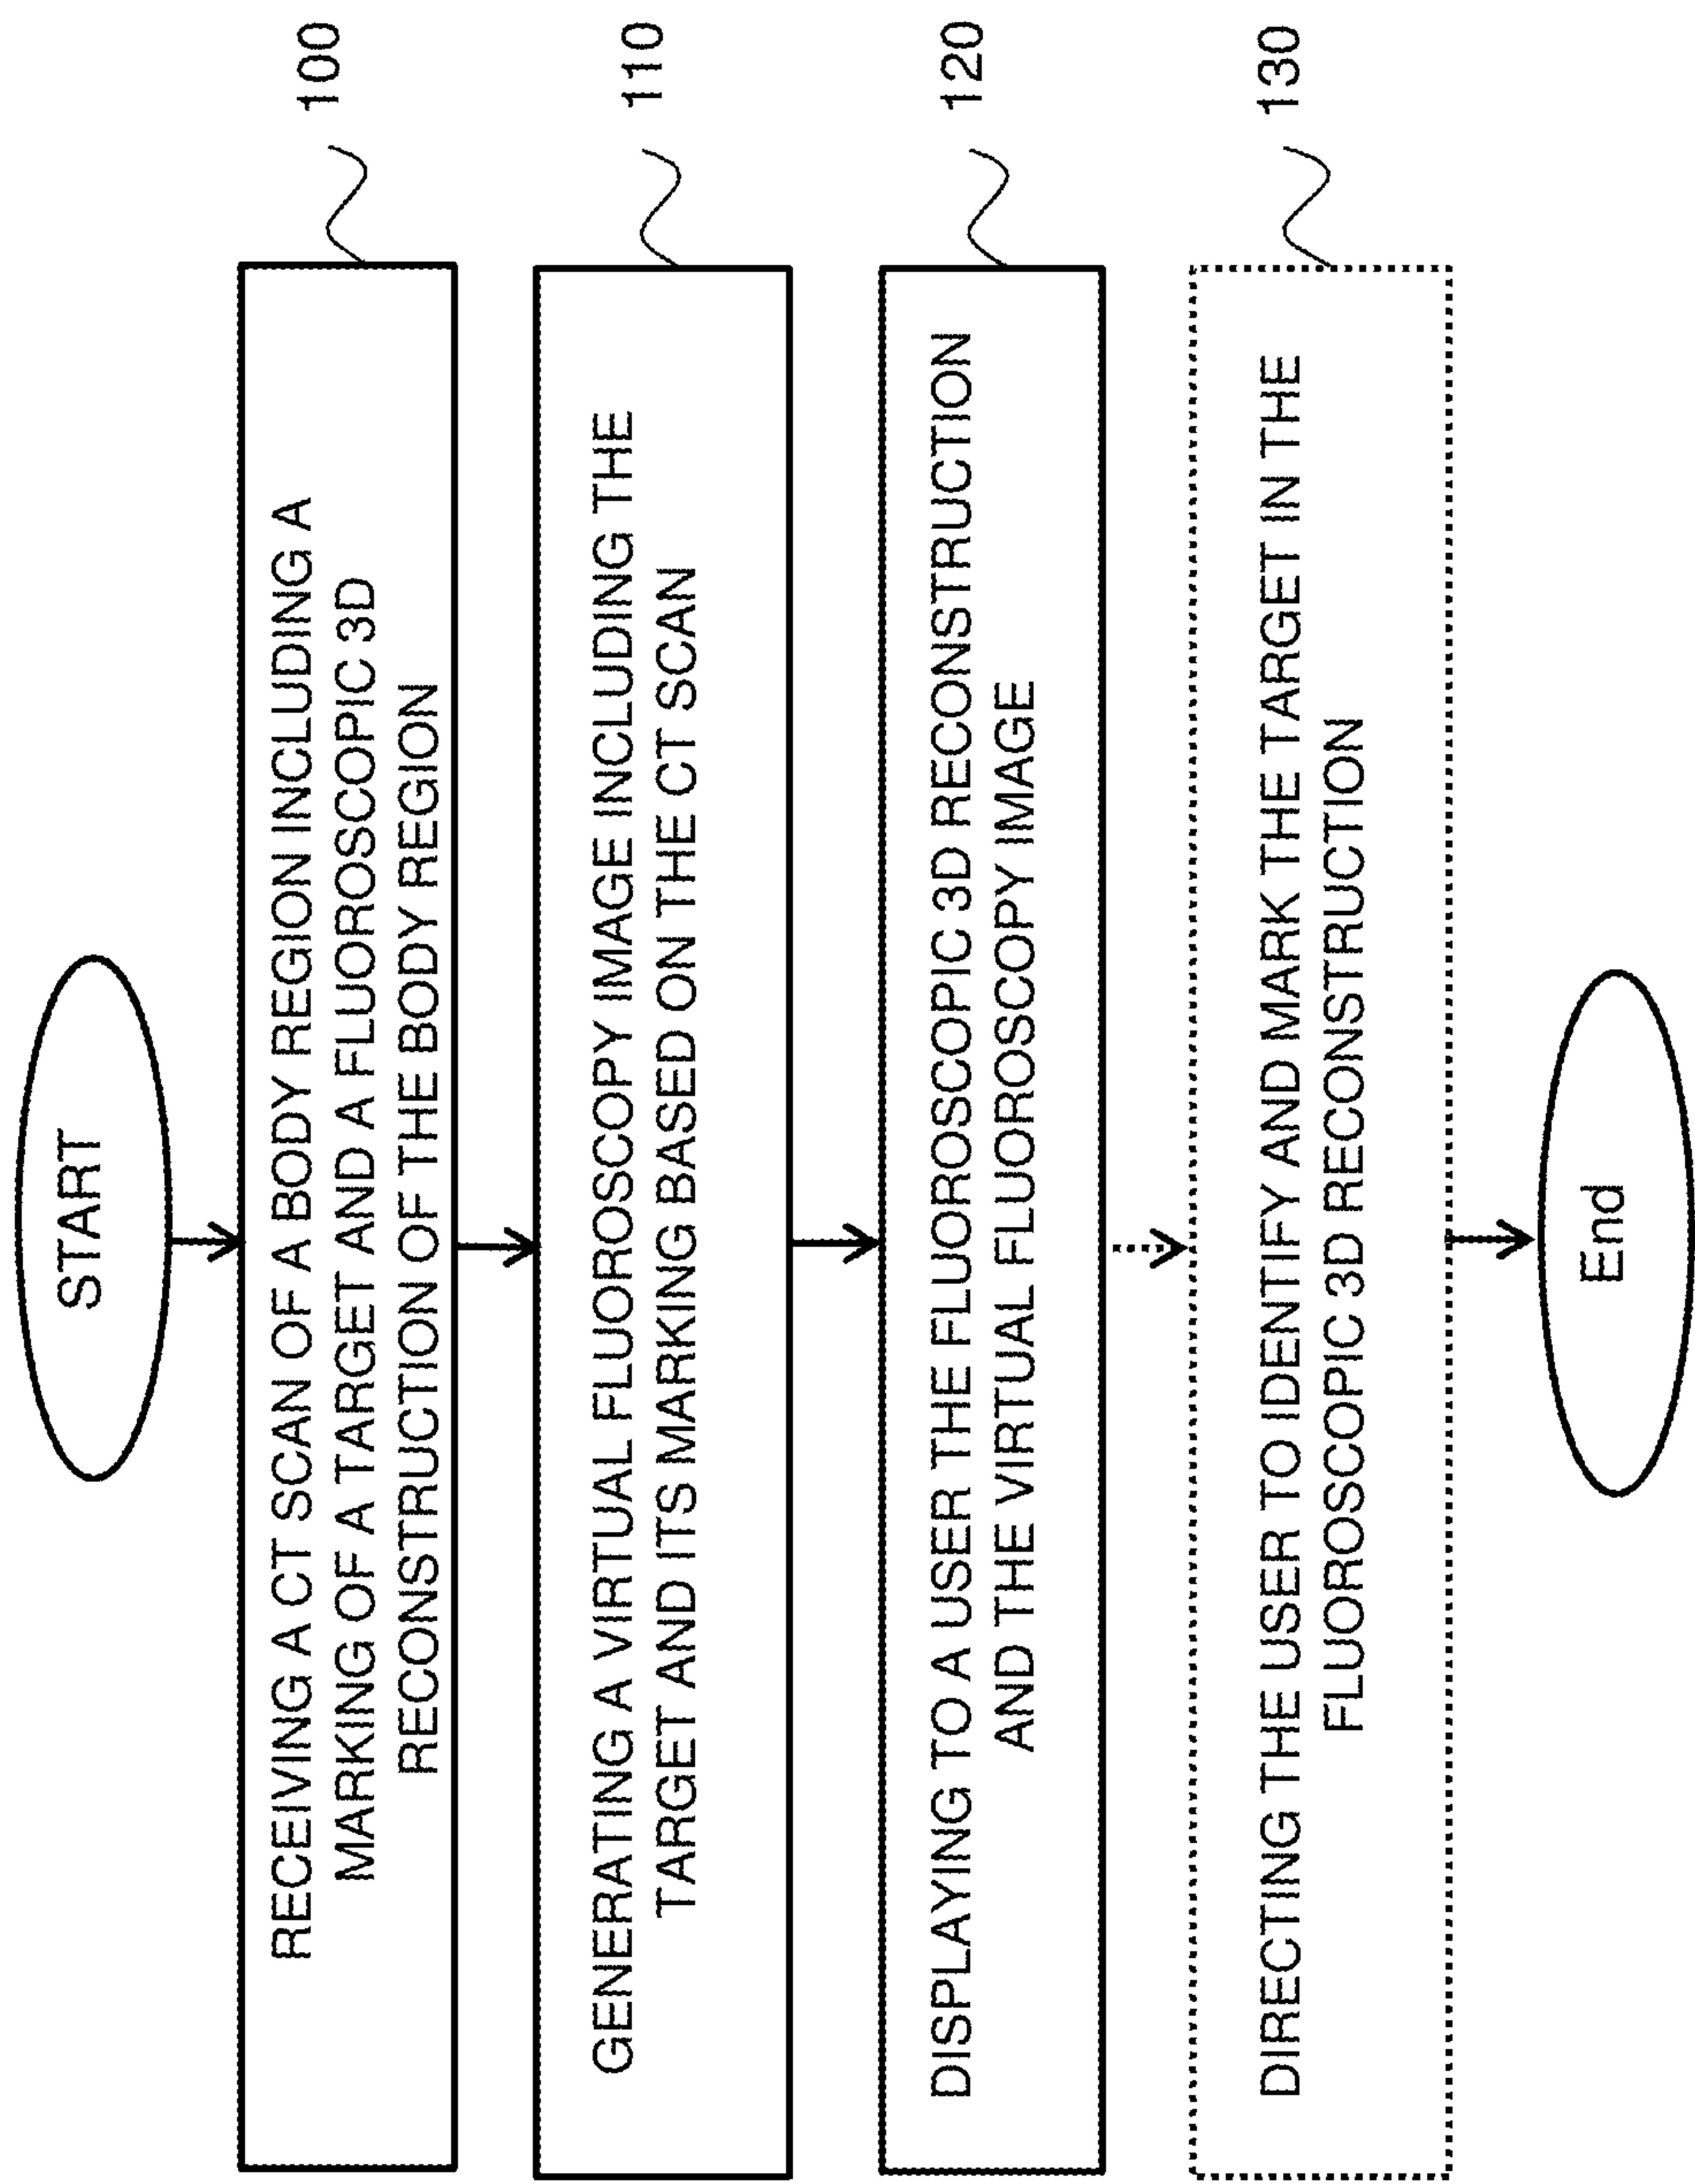 START
RECEIVING A CT SCAN OF A BODY REGION INCLUDING A
MARKING OF A TARGET AND A FLUOROSCOPIC 3D
RECONSTRUCTION OF THE BODY REGION
100
GENERATING A VIRTUAL FLUOROSCOPY IMAGE INCLUDING THE
TARGET AND ITS MARKING BASED ON THE CT SCAN
110
DISPLAYING TO A USER THE FLUOROSCOPIC 3D RECONSTRUCTION
AND THE VIRTUAL FLUOROSCOPY IMAGE
120
DIRECTING THE USER TO IDENTIFY AND MARK THE TARGET IN THE
FLUOROSCOPIC 3D RECONSTRUCTION
130
End